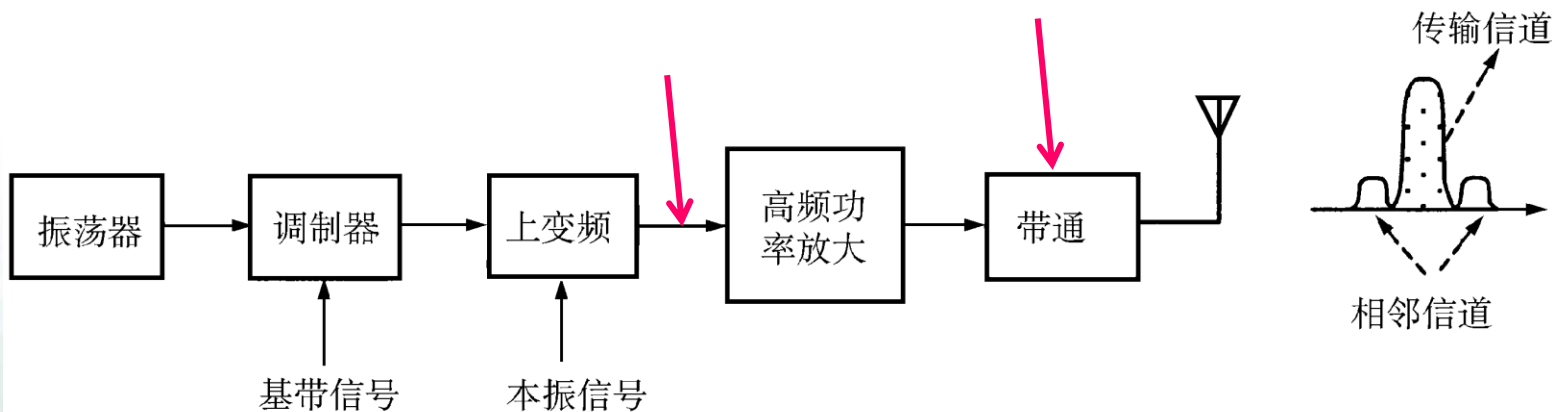 传输信道
振荡器
调制器
上变频
高频功
率放大
带通
相邻信道
基带信号
本振信号